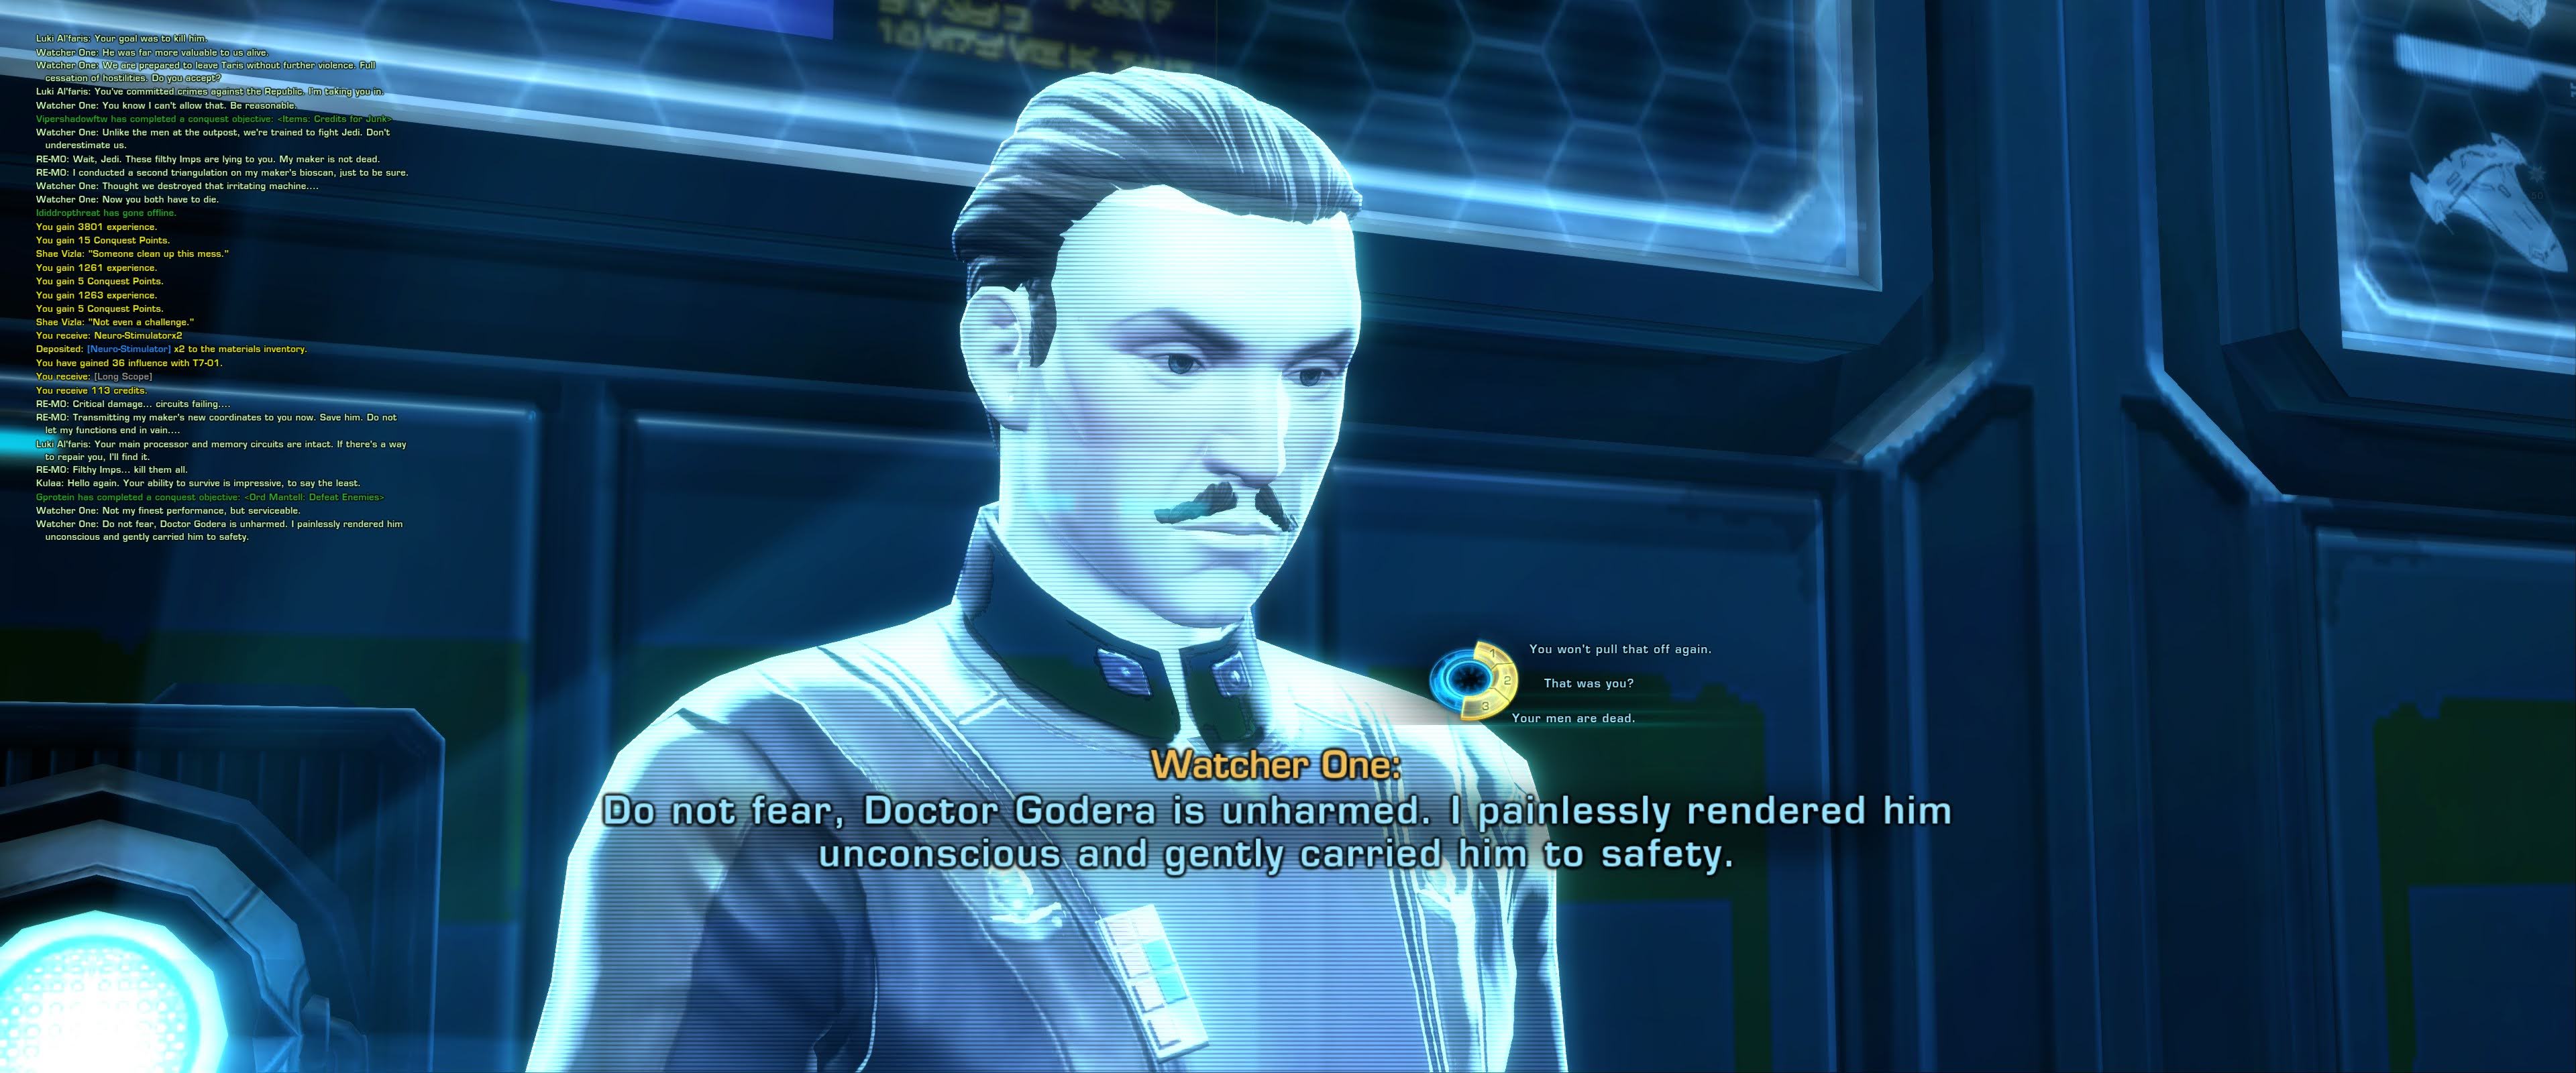 Luki Al'faris: Your goal was to kill him.
Watcher One: He was far more valuable to us alive.
Watcher One: We are prepared to leave Taris without further violence. Full
cessation of hostilities. Do you accept?
Luki Al'faris: You've committed crimes against the Republic. I'm taking you in.
Watcher One: You know I can't allow that. Be reasonable.
Vipershadowftw has completed a conquest objective: <Items: Credits for Junk>
Watcher One: Unlike the men at the outpost, we're trained to fight Jedi. Don't
underestimate us.
RE-M0: Wait, Jedi. These filthy Imps are lying to you. My maker is not dead.
RE-M0: I conducted a second triangulation on my maker's bioscan, just to be sure.
Watcher One: Thought we destroyed that irritating machine....
Watcher One: Now you both have to die.
Ididdropthreat has gone offline.
You gain 3801 experience.
You gain 15 Conquest Points.
Shae Vizla: "Someone clean up this mess."
You gain 1261 experience.
You gain 5 Conquest Points.
You gain 1263 experience.
You gain 5 Conquest Points.
Shae Vizla: "Not even a challenge."
You receive: Neuro-Stimulatorx2
Deposited: [Neuro-Stimulator] x2 to the materials inventory.
You have gained 36 influence with T7-01.
You receive: [Long Scope]
You receive 113 credits.
RE-M0: Critical damage... circuits failing....
RE-M0: Transmitting my maker's new coordinates to you now. Save him. Do not
let my functions end in vain....
Luki Al'faris: Your main processor and memory circuits are intact. If there's a way
to repair you, I'll find it.
RE-M0: Filthy Imps... kill them all.
Kulaa: Hello again. Your ability to survive is impressive, to say the least.
Gprotein has completed a conquest objective: <Ord Mantell: Defeat Enemies>
Watcher One: Not my finest performance, but serviceable.
Watcher One: Do not fear, Doctor Godera is unharmed. I painlessly rendered him
unconscious and gently carried him to safety.
1 You won't pull that off again.
2 That was you?
3 Your men are dead.
Watcher One:
Do not fear, Doctor Godera is unharmed. I painlessly rendered him
unconscious and gently carried him to safety.